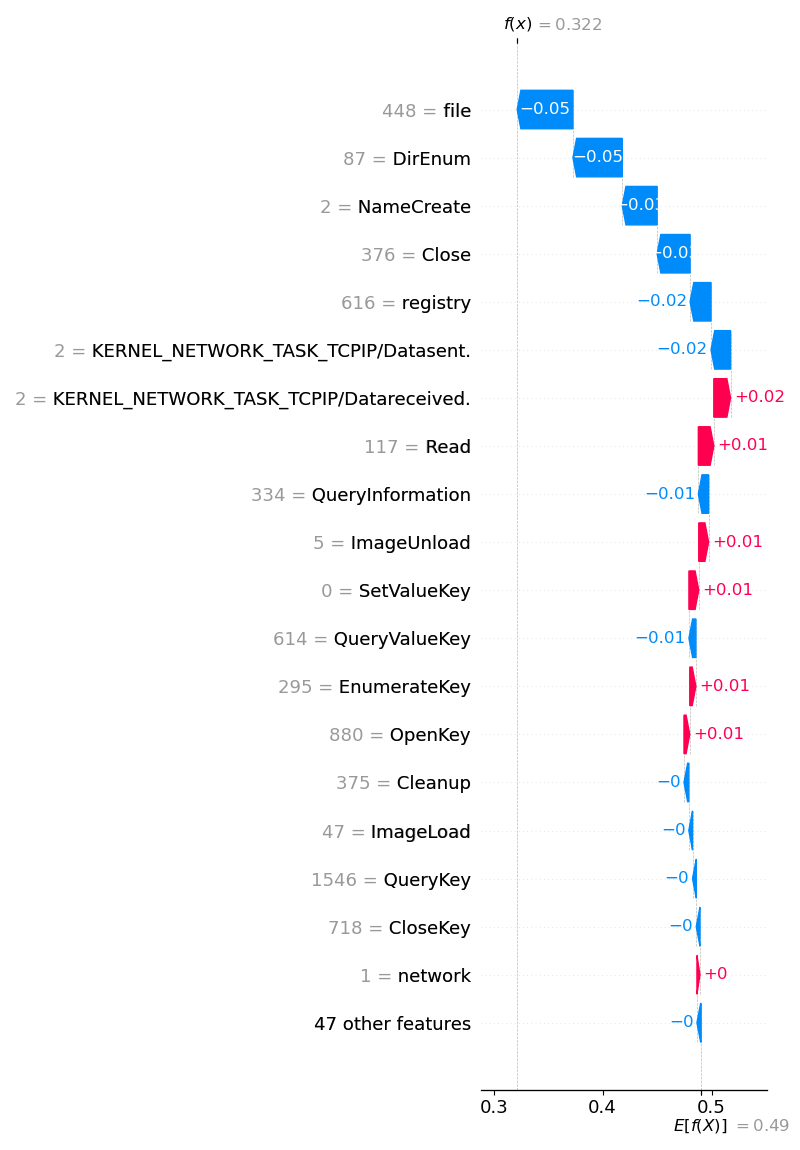 f(x) = 0.322
448 = file
−0.05
87 = DirEnum
−0.05
2 = NameCreate
376 = Close
616 = registry
−0.02
2 = KERNEL_NETWORK_TASK_TCPIP/Datasent.
−0.02
2 = KERNEL_NETWORK_TASK_TCPIP/Datareceived.
+0.02
117 = Read
+0.01
334 = QueryInformation
−0.01
5 = ImageUnload
+0.01
0 = SetValueKey
+0.01
614 = QueryValueKey
−0.01
295 = EnumerateKey
+0.01
880 = OpenKey
+0.01
375 = Cleanup
−0
47 = ImageLoad
−0
1546 = QueryKey
−0
718 = CloseKey
−0
1 = network
+0
47 other features
−0
0.3 0.4 0.5
E[f(X)] = 0.49